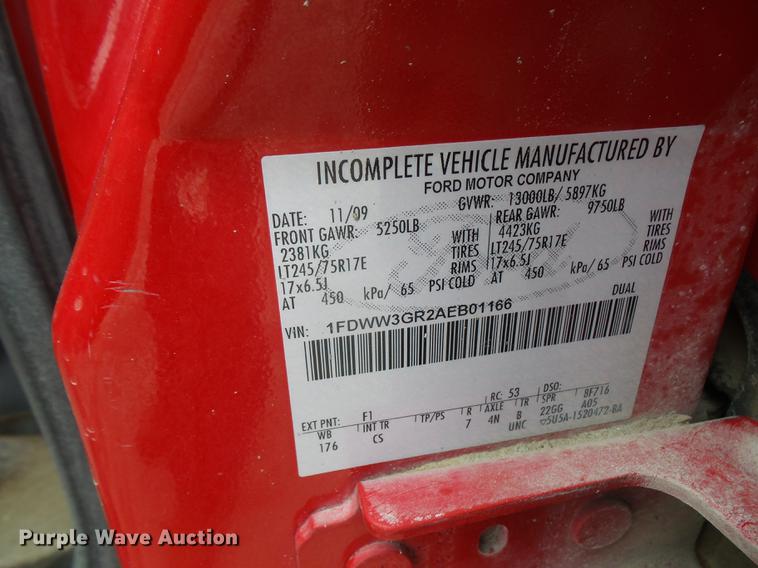 INCOMPLETE VEHICLE MANUFACTURED BY
FORD MOTOR COMPANY
DATE: 11/09 GVWR: 13000LB/ 5897KG
FRONT GAWR: 5250LB REAR GAWR: 9750LB
2381KG WITH 4423KG WITH
LT245/75R17E TIRES LT245/75R17E TIRES
17x6.5J RIMS 17x6.5J RIMS
AT 450 kPa/ 65 PSI COLD AT 450 kPa/ 65 PSI COLD
DUAL
VIN: 1FDWW3GR2AEB01166
EXT PNT: F1 RC: 53 DSO: 8F716
WB INT TR TP/PS R AXLE TR SPR A05
176 CS 7 4N B 22GG
UNC 5U5A-1520472-BA
Ford
Purple Wave Auction